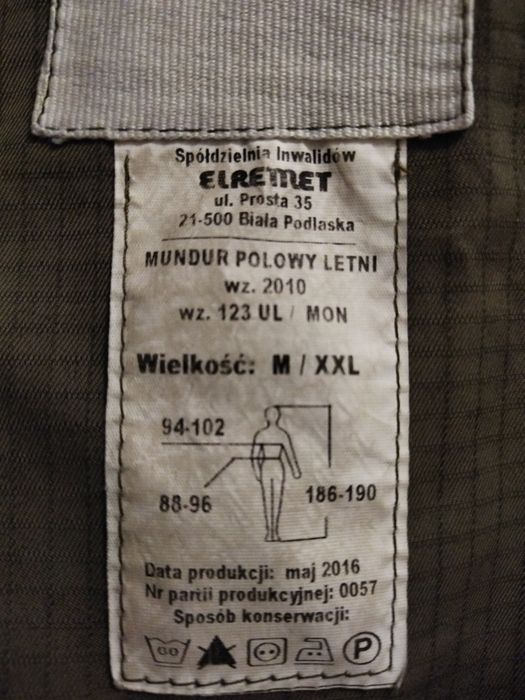 Spółdzielnia Inwalidów
ELREMET
ul. Prosta 35
21-500 Biała Podlaska
MUNDUR POLOWY LETNI
wz. 2010
wz. 123 UL / MON
Wielkość: M / XXL
94-102
88-96
186-190
Data produkcji: maj 2016
Nr partii produkcyjnej: 0057
Sposób konserwacji:
60 P